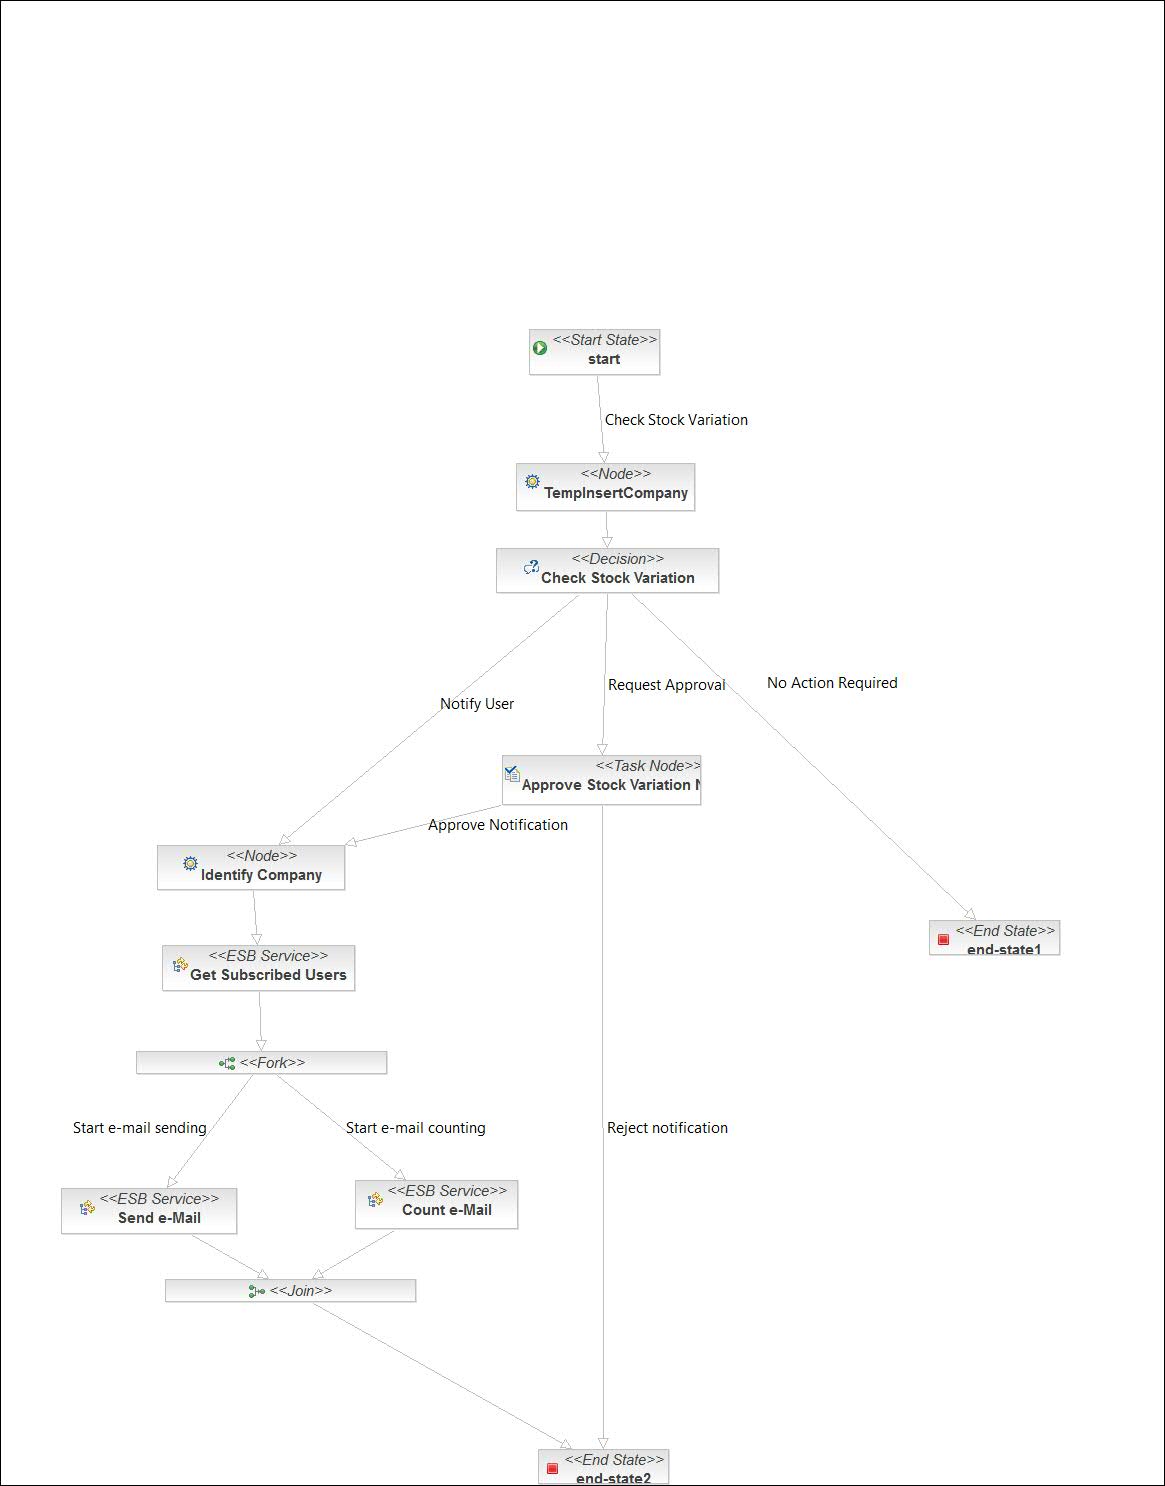 <<Start State>>
start
Check Stock Variation
<<Node>>
TempInsertCompany
<<Decision>>
Check Stock Variation
No Action Required
Request Approval
Notify User
<<Task Node>>
Approve Stock Variation
Approve Notification
<<Node>>
Identify Company
<<End State>>
end-state1
<<ESB Service>>
Get Subscribed Users
<<Fork>>
Start e-mail sending
Start e-mail counting
Reject notification
<<ESB Service>>
Send e-Mail
<<ESB Service>>
Count e-Mail
<<Join>>
<<End State>>
end-state2